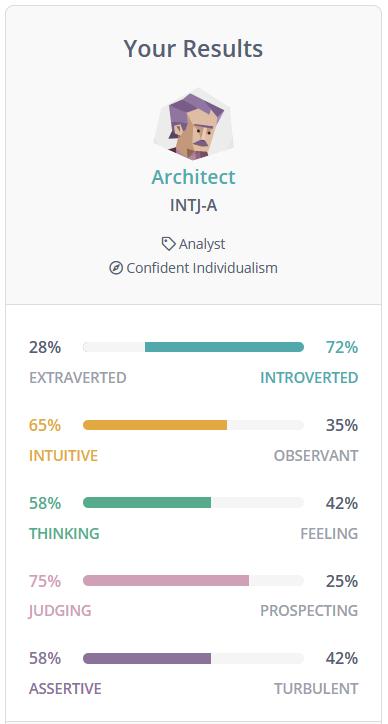 Your Results
Architect
INTJ-A
Analyst
Confident Individualism
28% 72%
EXTRAVERTED INTROVERTED
65% 35%
INTUITIVE OBSERVANT
58% 42%
THINKING FEELING
75% 25%
JUDGING PROSPECTING
58% 42%
ASSERTIVE TURBULENT